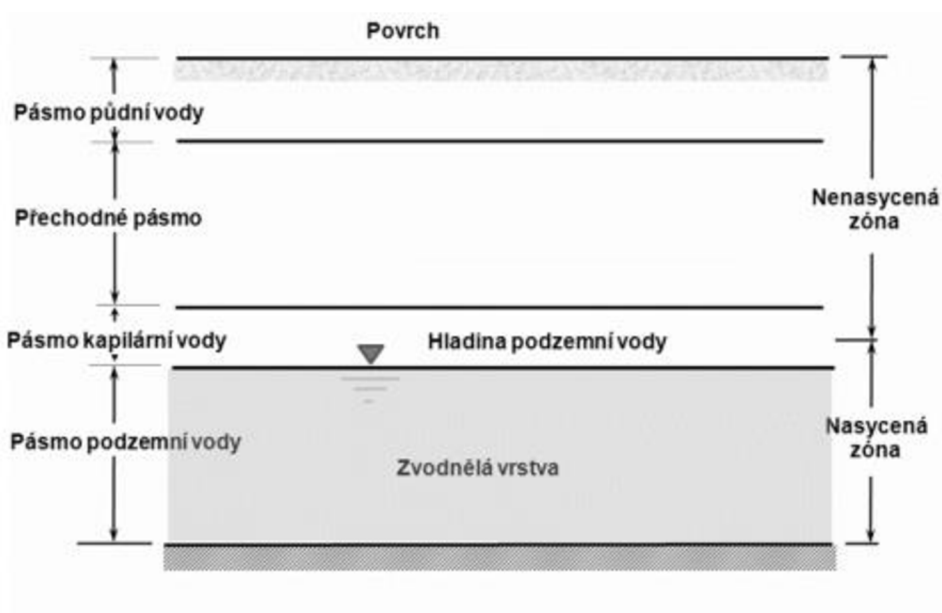 Povrch
Pásmo půdní vody
Přechodné pásmo
Nenasycená
zóna
Pásmo kapilární vody
Hladina podzemní vody
Pásmo podzemní vody
Nasycená
zóna
Zvodnělá vrstva